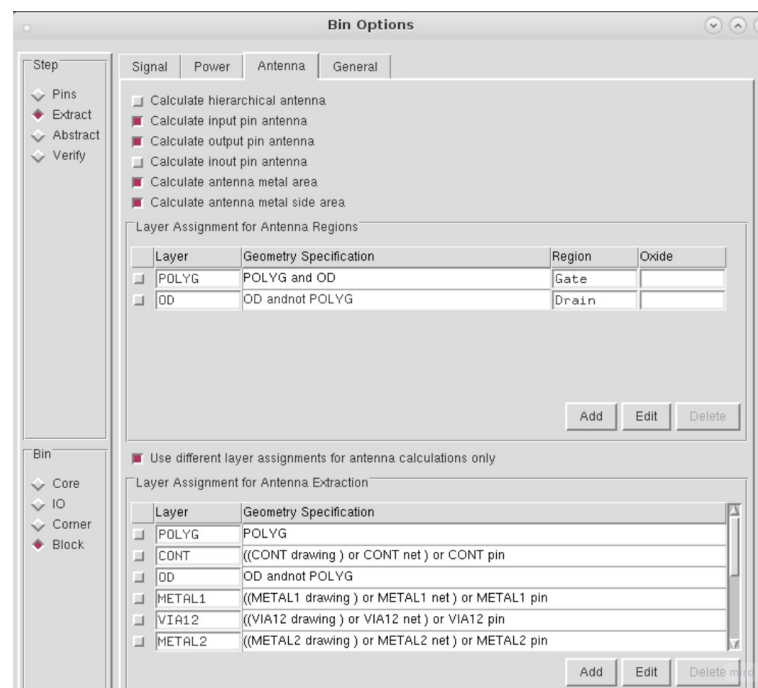 Bin Options
Step
Pins
Extract
Abstract
Verify
Signal Power Antenna General
Calculate hierarchical antenna
Calculate input pin antenna
Calculate output pin antenna
Calculate inout pin antenna
Calculate antenna metal area
Calculate antenna metal side area
Layer Assignment for Antenna Regions
Layer Geometry Specification Region Oxide
POLYG POLYG and OD Gate
OD OD andnot POLYG Drain
Add Edit Delete
Bin
Core
IO
Corner
Block
Use different layer assignments for antenna calculations only
Layer Assignment for Antenna Extraction
Layer Geometry Specification
POLYG POLYG
CONT ((CONT drawing ) or CONT net ) or CONT pin
OD OD andnot POLYG
METAL1 ((METAL1 drawing ) or METAL1 net ) or METAL1 pin
VIA12 ((VIA12 drawing ) or VIA12 net ) or VIA12 pin
METAL2 ((METAL2 drawing ) or METAL2 net ) or METAL2 pin
Add Edit Delete